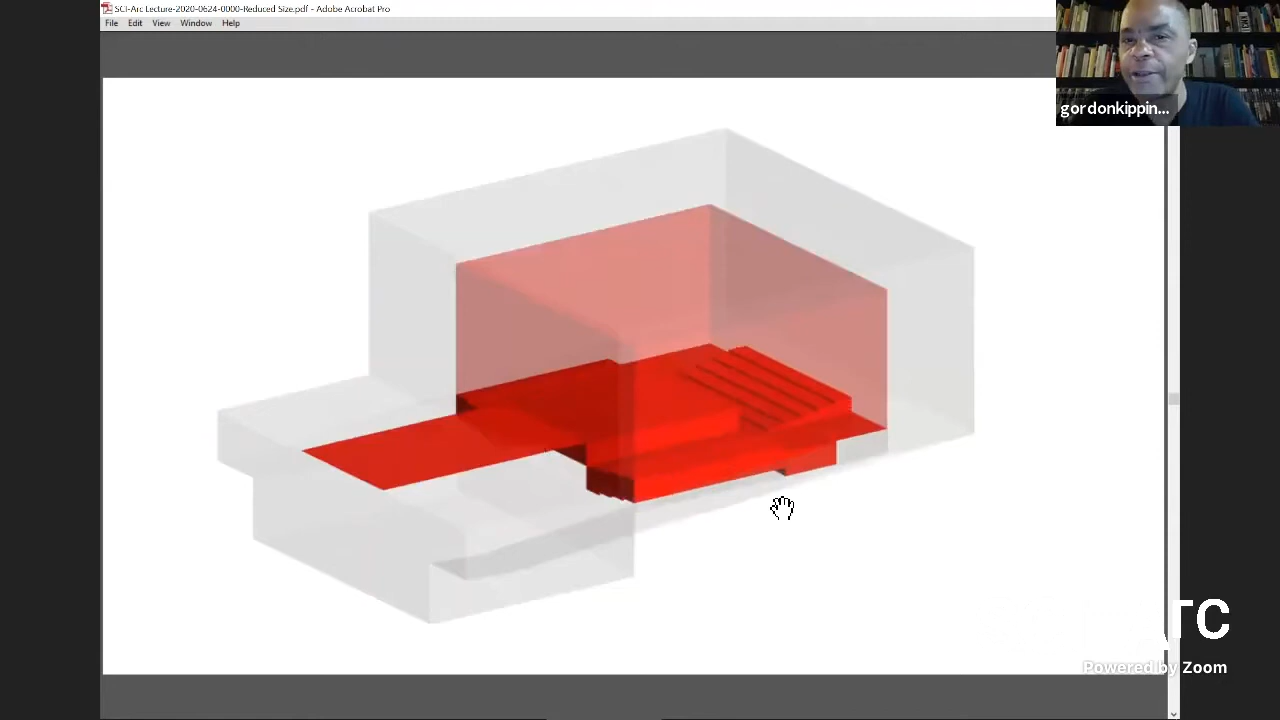 SCI-Arc Lecture-2020-0624-0000-Reduced Size.pdf - Adobe Acrobat Pro
File Edit View Window Help
gordonkippin...
rc
Powered by Zoom